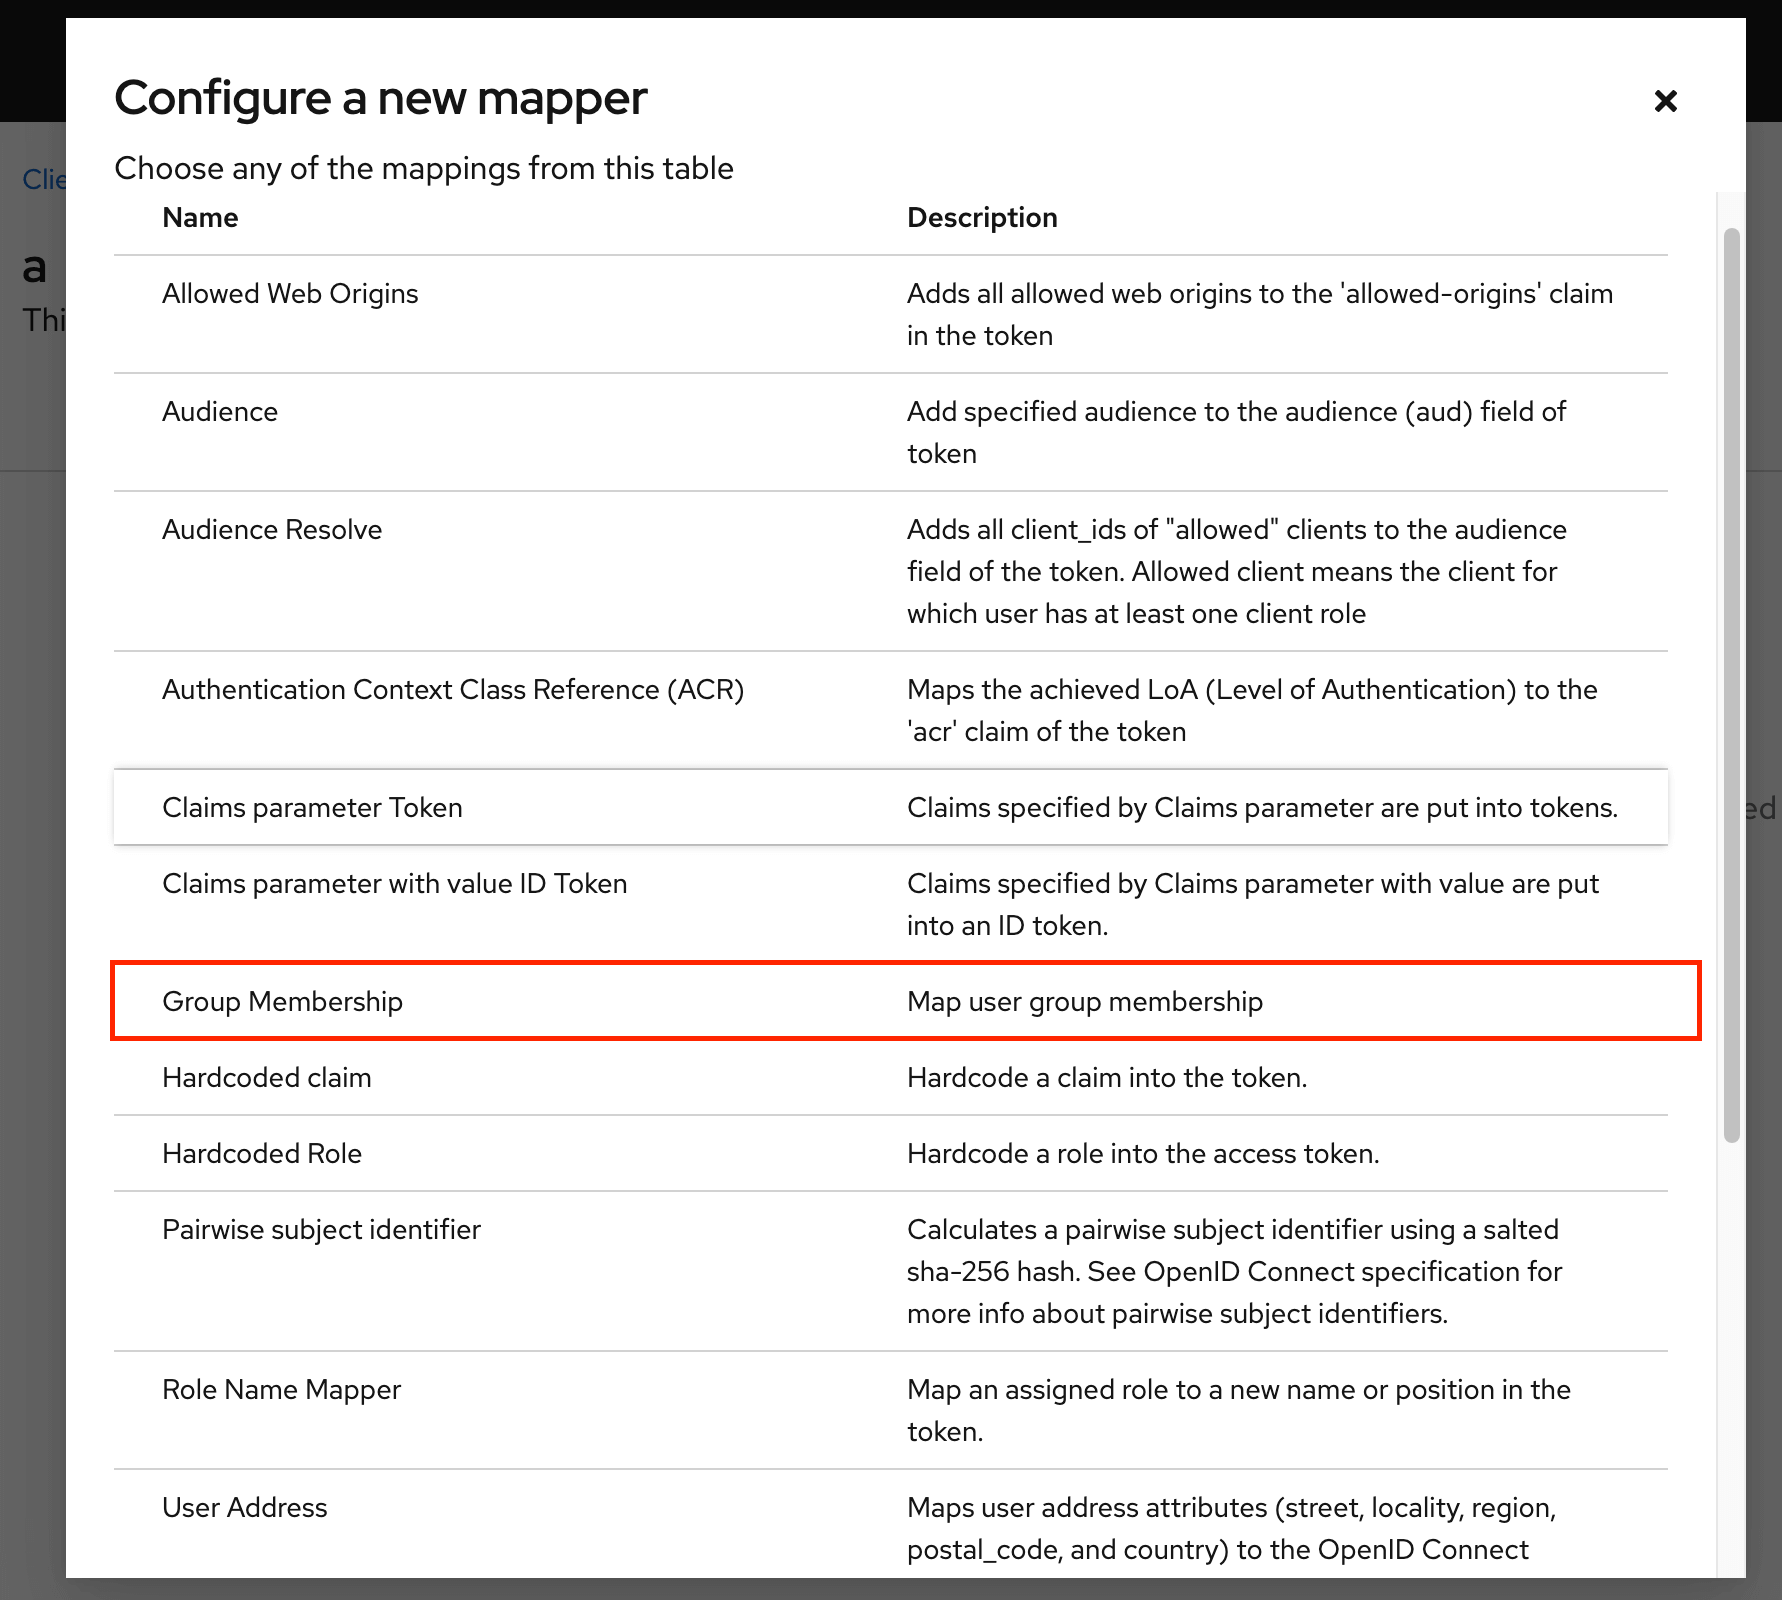 Configure a new mapper
Choose any of the mappings from this table
Name Description
Allowed Web Origins Adds all allowed web origins to the 'allowed-origins' claim
in the token
Audience Add specified audience to the audience (aud) field of
token
Audience Resolve Adds all client_ids of "allowed" clients to the audience
field of the token. Allowed client means the client for
which user has at least one client role
Authentication Context Class Reference (ACR) Maps the achieved LoA (Level of Authentication) to the
'acr' claim of the token
Claims parameter Token Claims specified by Claims parameter are put into tokens.
Claims parameter with value ID Token Claims specified by Claims parameter with value are put
into an ID token.
Group Membership Map user group membership
Hardcoded claim Hardcode a claim into the token.
Hardcoded Role Hardcode a role into the access token.
Pairwise subject identifier Calculates a pairwise subject identifier using a salted
sha-256 hash. See OpenID Connect specification for
more info about pairwise subject identifiers.
Role Name Mapper Map an assigned role to a new name or position in the
token.
User Address Maps user address attributes (street, locality, region,
postal_code, and country) to the OpenID Connect
Clie
a
Thi
ed